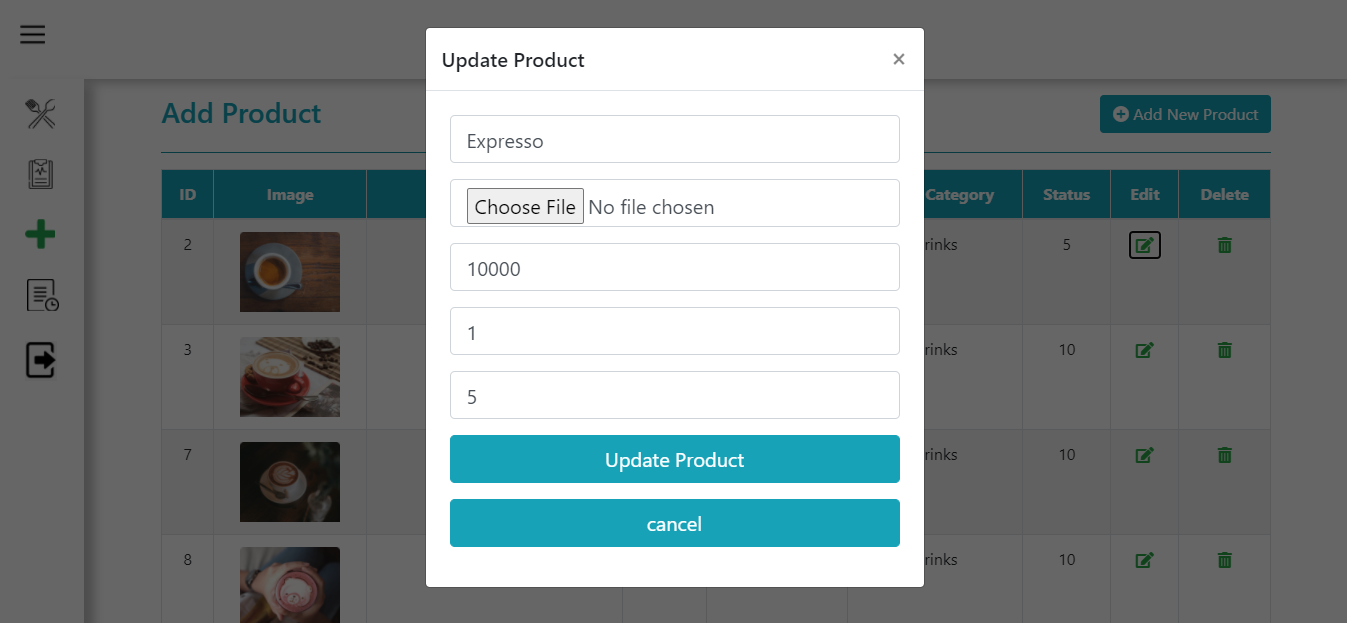 Update Product
×
Add Product
Add New Product
Expresso
Choose File No file chosen
10000
1
5
Update Product
cancel
ID Image Category Status Edit Delete
2 rinks 5
3 rinks 10
7 rinks 10
8 rinks 10